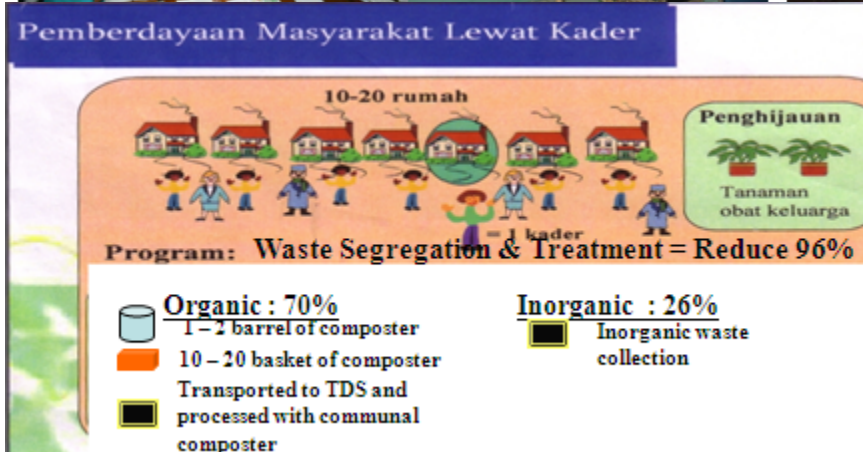 Pemberdayaan Masyarakat Lewat Kader
10-20 rumah
Penghijauan
Tanaman
obat keluarga
= 1 kader
Program: Waste Segregation & Treatment = Reduce 96%
Organic : 70%
1 – 2 barrel of composter
10 – 20 basket of composter
Transported to TDS and
processed with communal
composter
Inorganic : 26%
Inorganic waste
collection